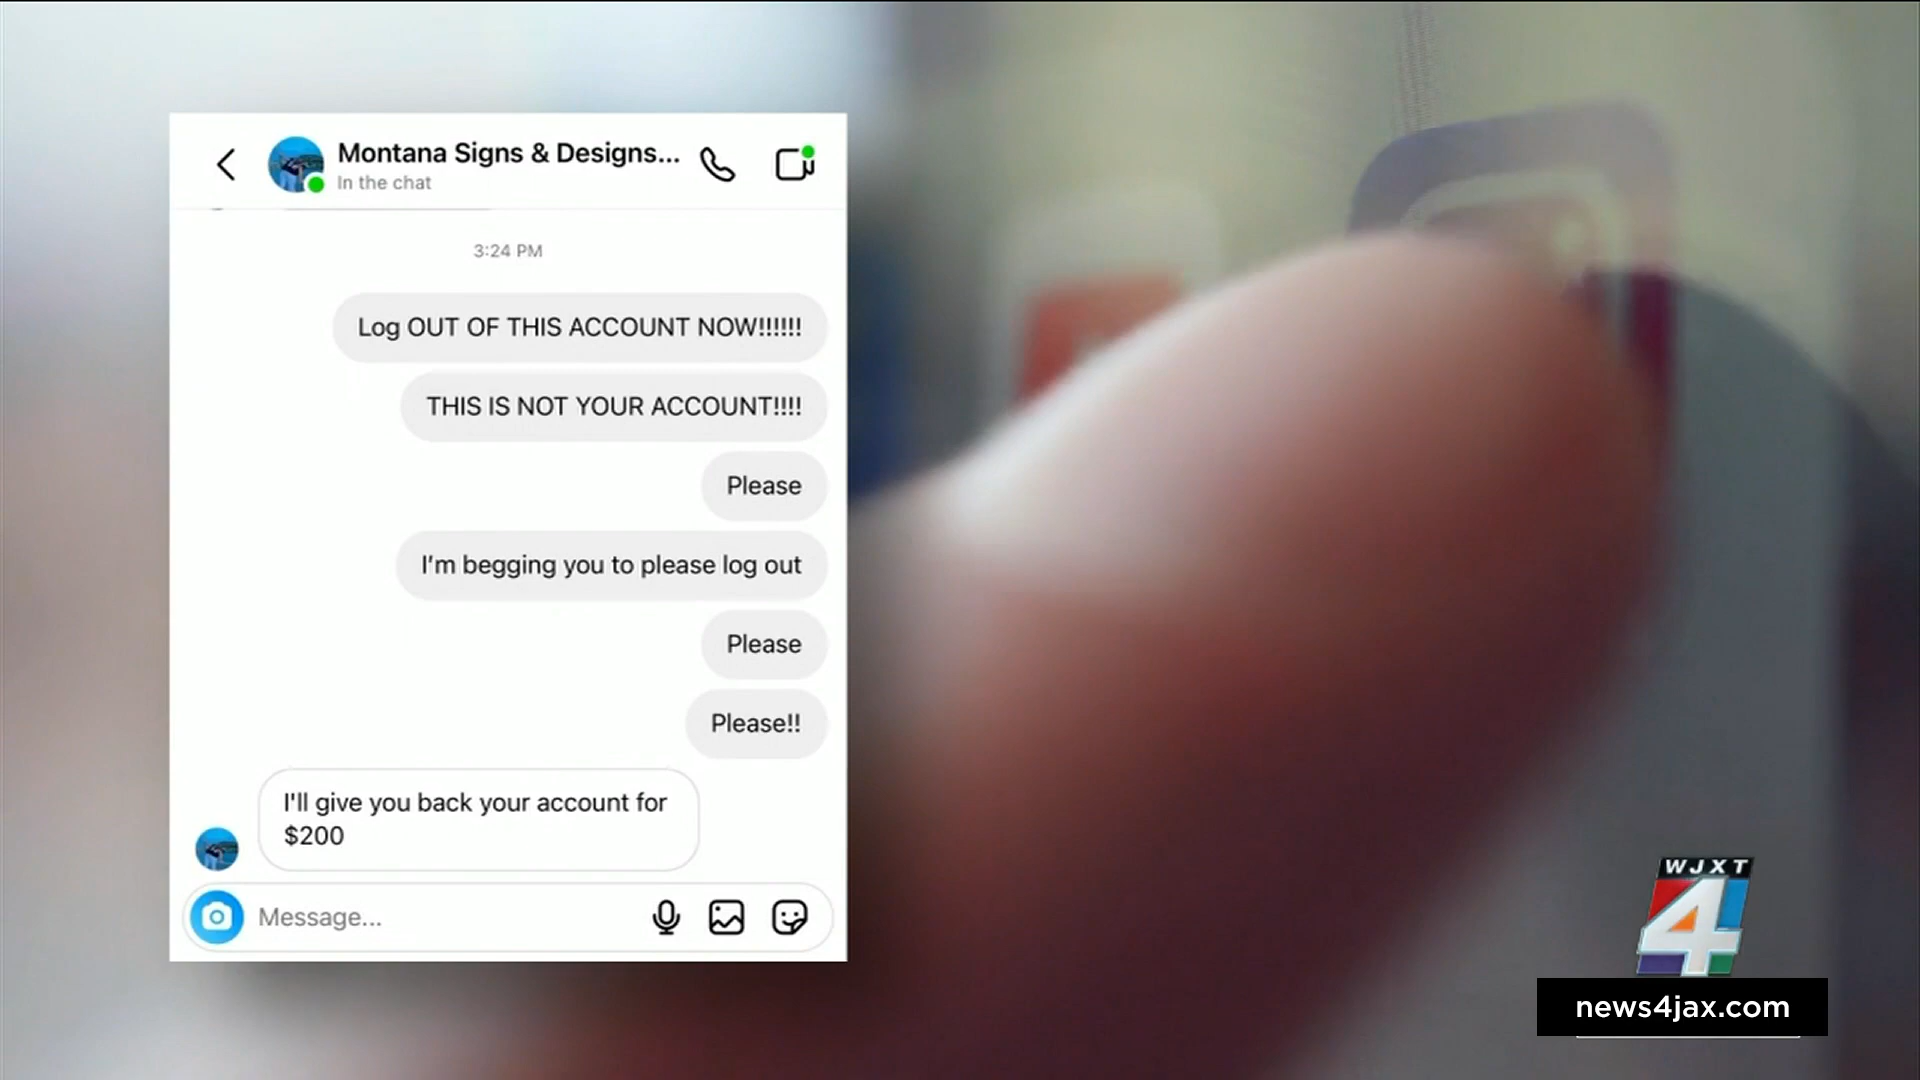 Montana Signs & Designs...
In the chat
3:24 PM
Log OUT OF THIS ACCOUNT NOW!!!!!!
THIS IS NOT YOUR ACCOUNT!!!!
Please
I'm begging you to please log out
Please
Please!!
I'll give you back your account for
$200
Message...
WJXT
4
news4jax.com